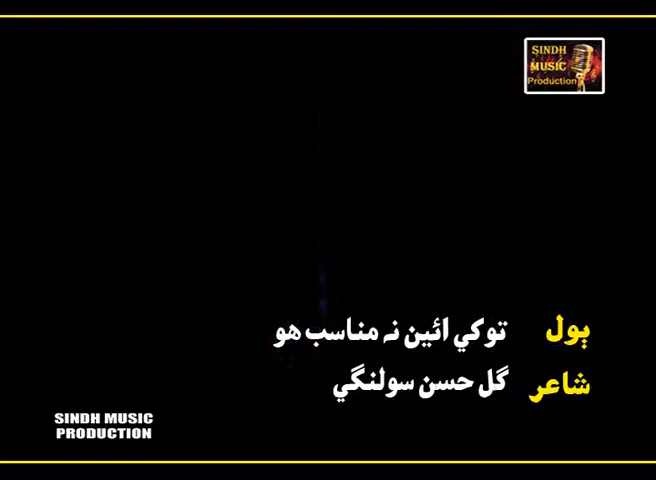 SINDH
MUSIC
Production
ٻول توکي ائين نہ مناسب هو
شاعر گل حسن سولنگي
SINDH MUSIC
PRODUCTION